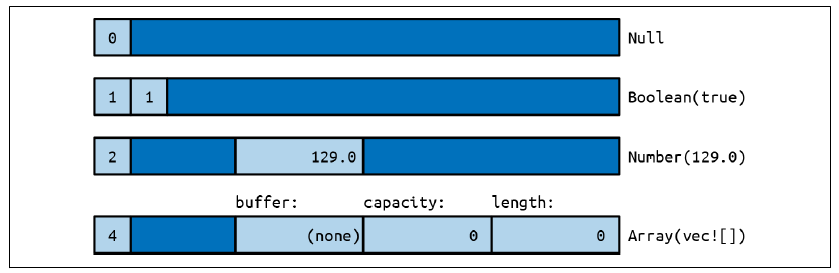 0 Null
1 1 Boolean(true)
2 129.0 Number(129.0)
buffer: capacity: length:
4 (none) 0 0 Array(vec![])